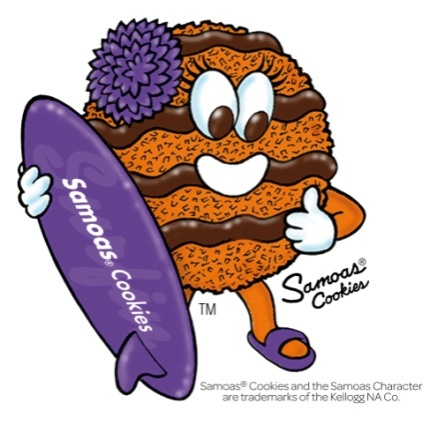 Samoas® Cookies
TM
Samoas®
Cookies
Samoas® Cookies and the Samoas Character
are trademarks of the Kellogg NA Co.